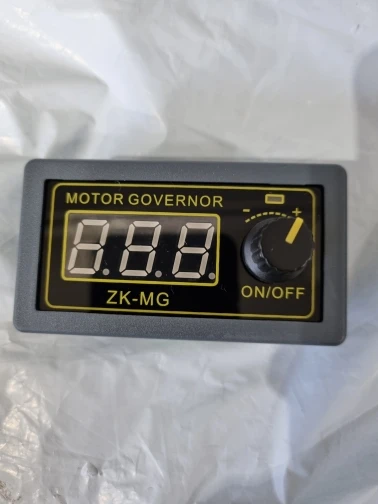 MOTOR GOVERNOR
- +
ZK-MG
ON/OFF